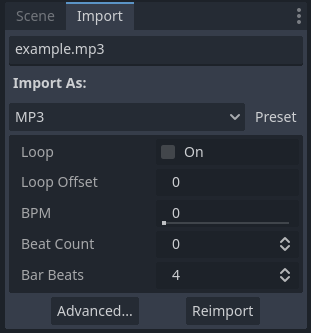 Scene Import
example.mp3
Import As:
MP3 Preset
Loop On
Loop Offset 0
BPM 0
Beat Count 0
Bar Beats 4
Advanced... Reimport